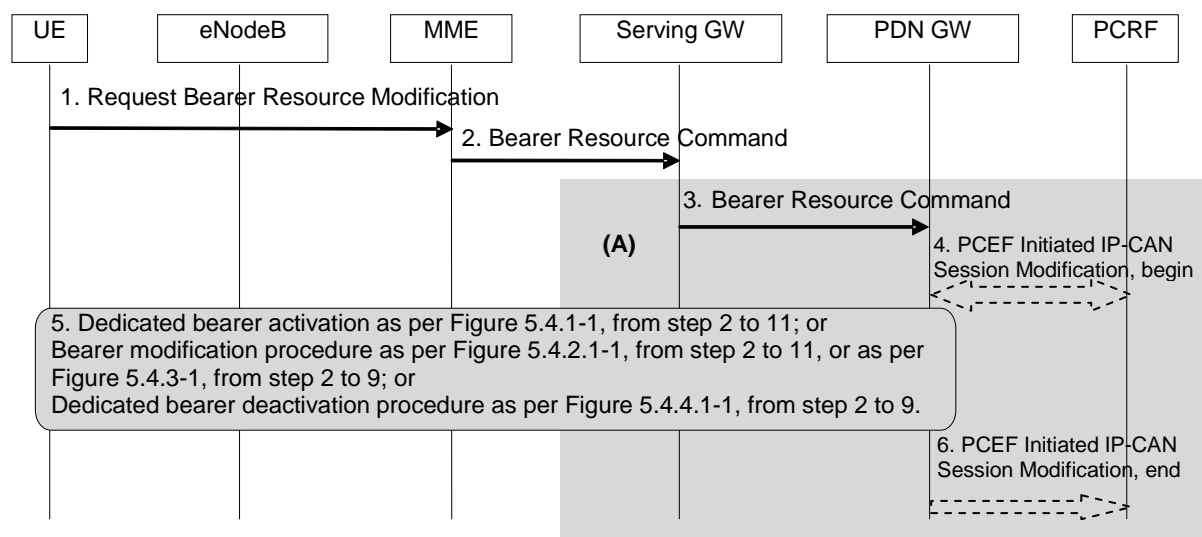 UE
eNodeB
MME
Serving GW
PDN GW
PCRF
1. Request Bearer Resource Modification
2. Bearer Resource Command
3. Bearer Resource Command
(A)
4. PCEF Initiated IP-CAN
Session Modification, begin
5. Dedicated bearer activation as per Figure 5.4.1-1, from step 2 to 11; or
Bearer modification procedure as per Figure 5.4.2.1-1, from step 2 to 11, or as per
Figure 5.4.3-1, from step 2 to 9; or
Dedicated bearer deactivation procedure as per Figure 5.4.4.1-1, from step 2 to 9.
6. PCEF Initiated IP-CAN
Session Modification, end